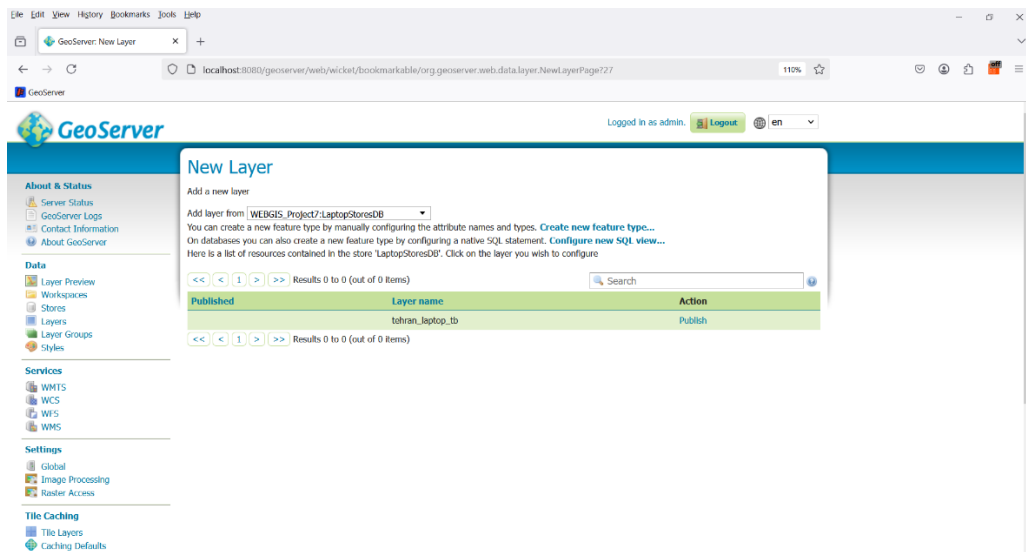 File Edit View History Bookmarks Tools Help
GeoServer: New Layer
localhost:8080/geoserver/web/wicket/bookmarkable/org.geoserver.web.data.layer.NewLayerPage?27
110%
off
GeoServer
GeoServer
Logged in as admin. Logout en
New Layer
Add a new layer
Add layer from WEBGIS_Project7:LaptopStoresDB
You can create a new feature type by manually configuring the attribute names and types. Create new feature type...
On databases you can also create a new feature type by configuring a native SQL statement. Configure new SQL view...
Here is a list of resources contained in the store 'LaptopStoresDB'. Click on the layer you wish to configure
<< < 1 > >> Results 0 to 0 (out of 0 items) Search
Published Layer name Action
tehran_laptop_tb Publish
<< < 1 > >> Results 0 to 0 (out of 0 items)
About & Status
Server Status
GeoServer Logs
Contact Information
About GeoServer
Data
Layer Preview
Workspaces
Stores
Layers
Layer Groups
Styles
Services
WMTS
WCS
WFS
WMS
Settings
Global
Image Processing
Raster Access
Tile Caching
Tile Layers
Caching Defaults